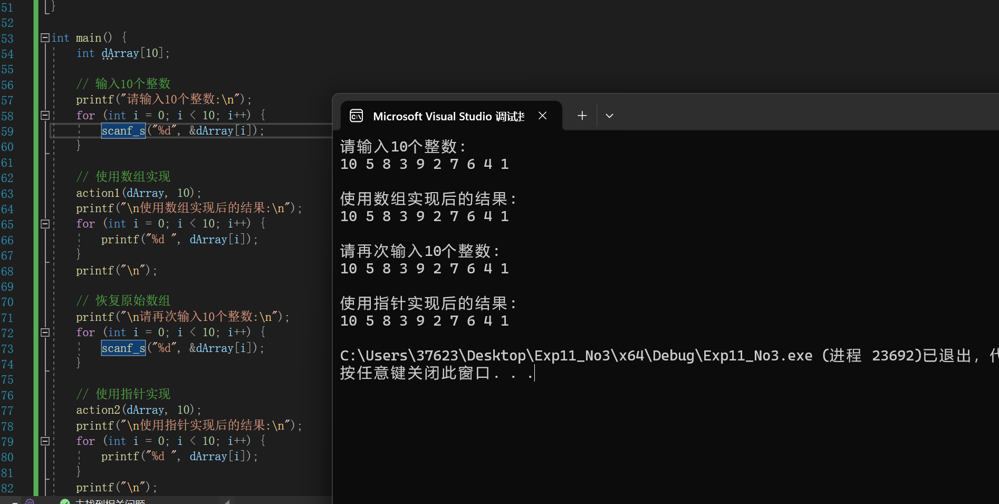 51 }
52
53 int main() {
54 int dArray[10];
55
56 // 输入10个整数
57 printf("请输入10个整数:\n");
58 for (int i = 0; i < 10; i++) {
59 scanf_s("%d", &dArray[i]);
60 }
61
62 // 使用数组实现
63 action1(dArray, 10);
64 printf("\n使用数组实现后的结果:\n");
65 for (int i = 0; i < 10; i++) {
66 printf("%d ", dArray[i]);
67 }
68 printf("\n");
69
70 // 恢复原始数组
71 printf("\n请再次输入10个整数:\n");
72 for (int i = 0; i < 10; i++) {
73 scanf_s("%d", &dArray[i]);
74 }
75
76 // 使用指针实现
77 action2(dArray, 10);
78 printf("\n使用指针实现后的结果:\n");
79 for (int i = 0; i < 10; i++) {
80 printf("%d ", dArray[i]);
81 }
82 printf("\n");
未找到相关问题
Microsoft Visual Studio 调试
请输入10个整数:
10 5 8 3 9 2 7 6 4 1
使用数组实现后的结果:
10 5 8 3 9 2 7 6 4 1
请再次输入10个整数:
10 5 8 3 9 2 7 6 4 1
使用指针实现后的结果:
10 5 8 3 9 2 7 6 4 1
C:\Users\37623\Desktop\Exp11_No3\x64\Debug\Exp11_No3.exe (进程 23692)已退出，
按任意键关闭此窗口. . .